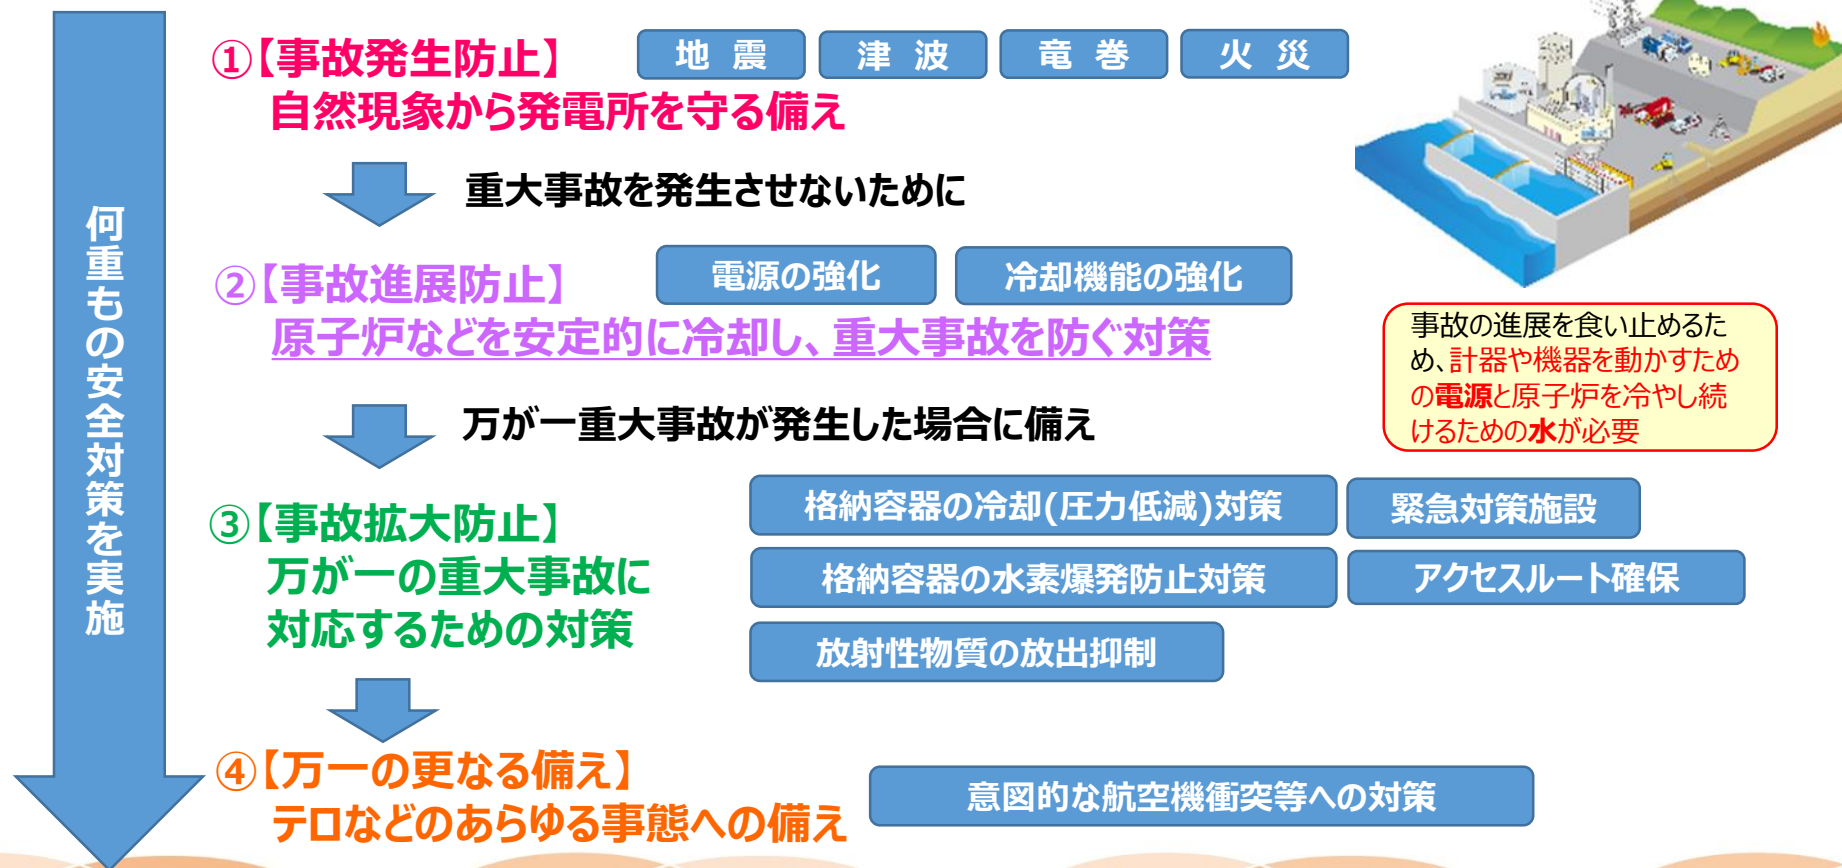 何重もの安全対策を実施
①【事故発生防止】
地 震
津 波
竜 巻
火 災
自然現象から発電所を守る備え
重大事故を発生させないために
②【事故進展防止】
電源の強化
冷却機能の強化
原子炉などを安定的に冷却し、重大事故を防ぐ対策
事故の進展を食い止めるた
め、計器や機器を動かすため
の電源と原子炉を冷やし続
けるための水が必要
万が一重大事故が発生した場合に備え
③【事故拡大防止】
万が一の重大事故に
対応するための対策
格納容器の冷却(圧力低減)対策
緊急対策施設
格納容器の水素爆発防止対策
アクセスルート確保
放射性物質の放出抑制
④【万一の更なる備え】
テロなどのあらゆる事態への備え
意図的な航空機衝突等への対策